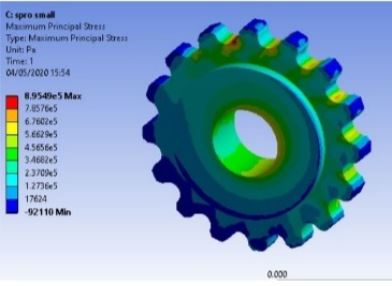 C: spro small
Maximum Principal Stress
Type: Maximum Principal Stress
Unit: Pa
Time: 1
04/05/2020 15:54
8.9549e5 Max
7.8576e5
6.7602e5
5.6629e5
4.5656e5
3.4682e5
2.3709e5
1.2736e5
17624
-92110 Min
0.000